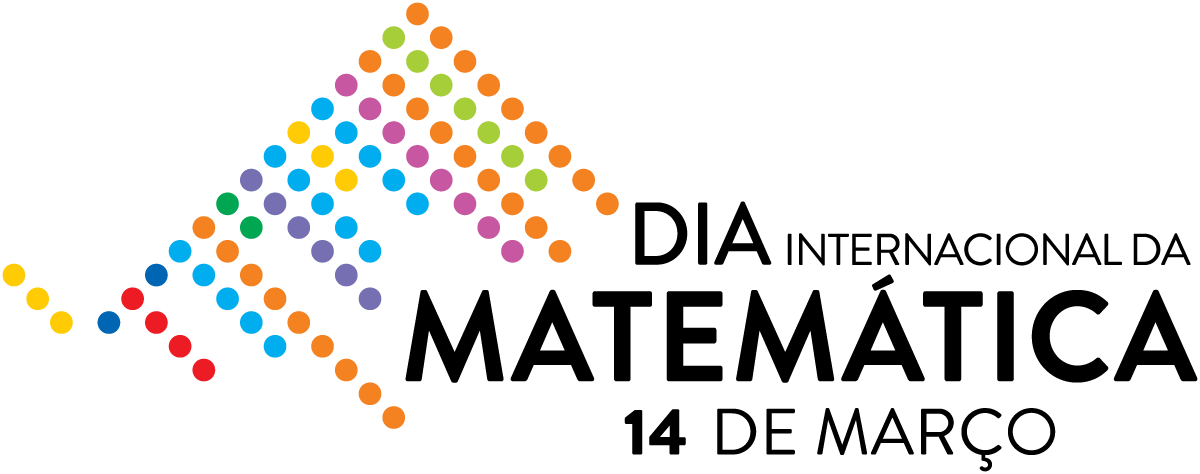 DIA INTERNACIONAL DA
MATEMÁTICA
14 DE MARÇO